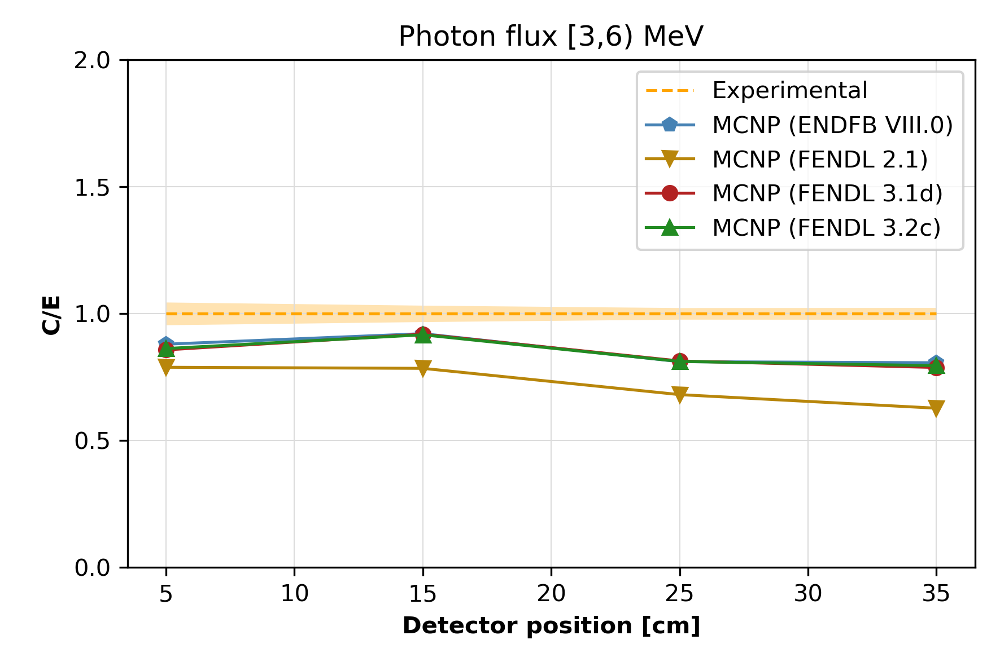 Photon flux [3,6) MeV
2.0
1.5
1.0
0.5
0.0
C/E
Experimental
MCNP (ENDFB VIII.0)
MCNP (FENDL 2.1)
MCNP (FENDL 3.1d)
MCNP (FENDL 3.2c)
5 10 15 20 25 30 35
Detector position [cm]